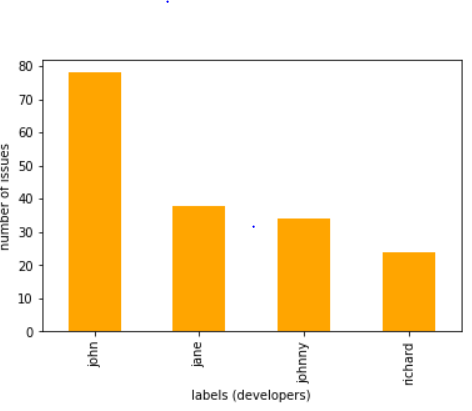 80
70
60
50
40
30
20
10
0
number of issues
john
jane
johnny
richard
labels (developers)